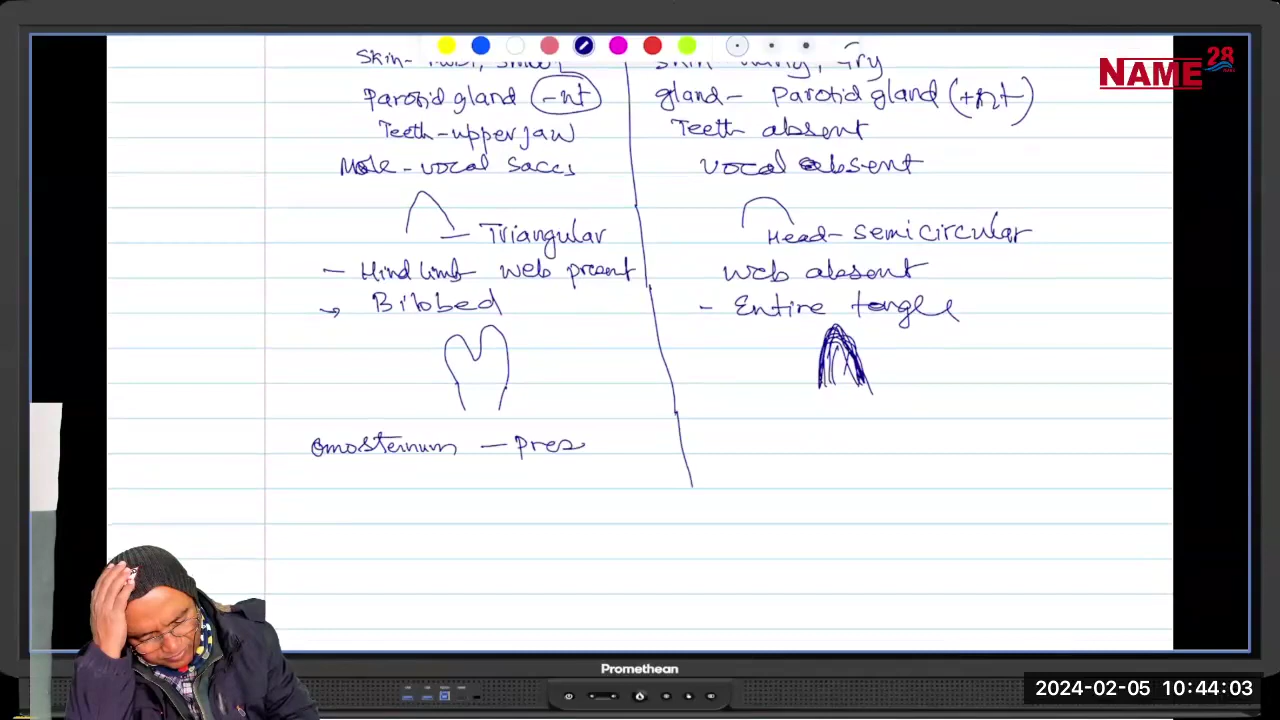 NAME 28
Skin-
Parotid gland (-nt)
Teeth-upper jaw
Male - vocal saccs
— Triangular
— Hind limb web present
→ Bilobed
Omosternum — Pres
gland- Parotid gland (+nt)
Teeth absent
vocal absent
Head- semicircular
Web absent
- Entire
Promethean
2024-02-05 10:44:03